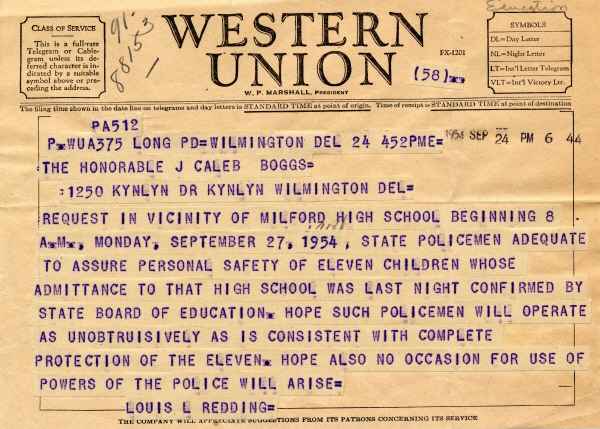 Education
CLASS OF SERVICE
This is a full-rate
Telegram or Cable-
gram unless its de-
ferred character is in-
dicated by a suitable
symbol above or pre-
ceding the address.
WESTERN
UNION
W. P. MARSHALL, PRESIDENT
FX-1201
(58)
SYMBOLS
DL=Day Letter
NL=Night Letter
LT=Int'l Letter Telegram
VLT=Int'l Victory Ltr.
The filing time shown in the date line on telegrams and day letters is STANDARD TIME at point of origin. Time of receipt is STANDARD TIME at point of destination
PA512
P.WUA375 LONG PD=WILMINGTON DEL 24 452PME=
1954 SEP 24 PM 6 44
:THE HONORABLE J CALEB BOGGS=
:1250 KYNLYN DR KYNLYN WILMINGTON DEL=
:REQUEST IN VICINITY OF MILFORD HIGH SCHOOL BEGINNING 8
A.M., MONDAY, SEPTEMBER 27, 1954, STATE POLICEMEN ADEQUATE
TO ASSURE PERSONAL SAFETY OF ELEVEN CHILDREN WHOSE
ADMITTANCE TO THAT HIGH SCHOOL WAS LAST NIGHT CONFIRMED BY
STATE BOARD OF EDUCATION. HOPE SUCH POLICEMEN WILL OPERATE
AS UNOBTRUISIVELY AS IS CONSISTENT WITH COMPLETE
PROTECTION OF THE ELEVEN. HOPE ALSO NO OCCASION FOR USE OF
POWERS OF THE POLICE WILL ARISE=
LOUIS L REDDING=
THE COMPANY WILL APPRECIATE SUGGESTIONS FROM ITS PATRONS CONCERNING ITS SERVICE